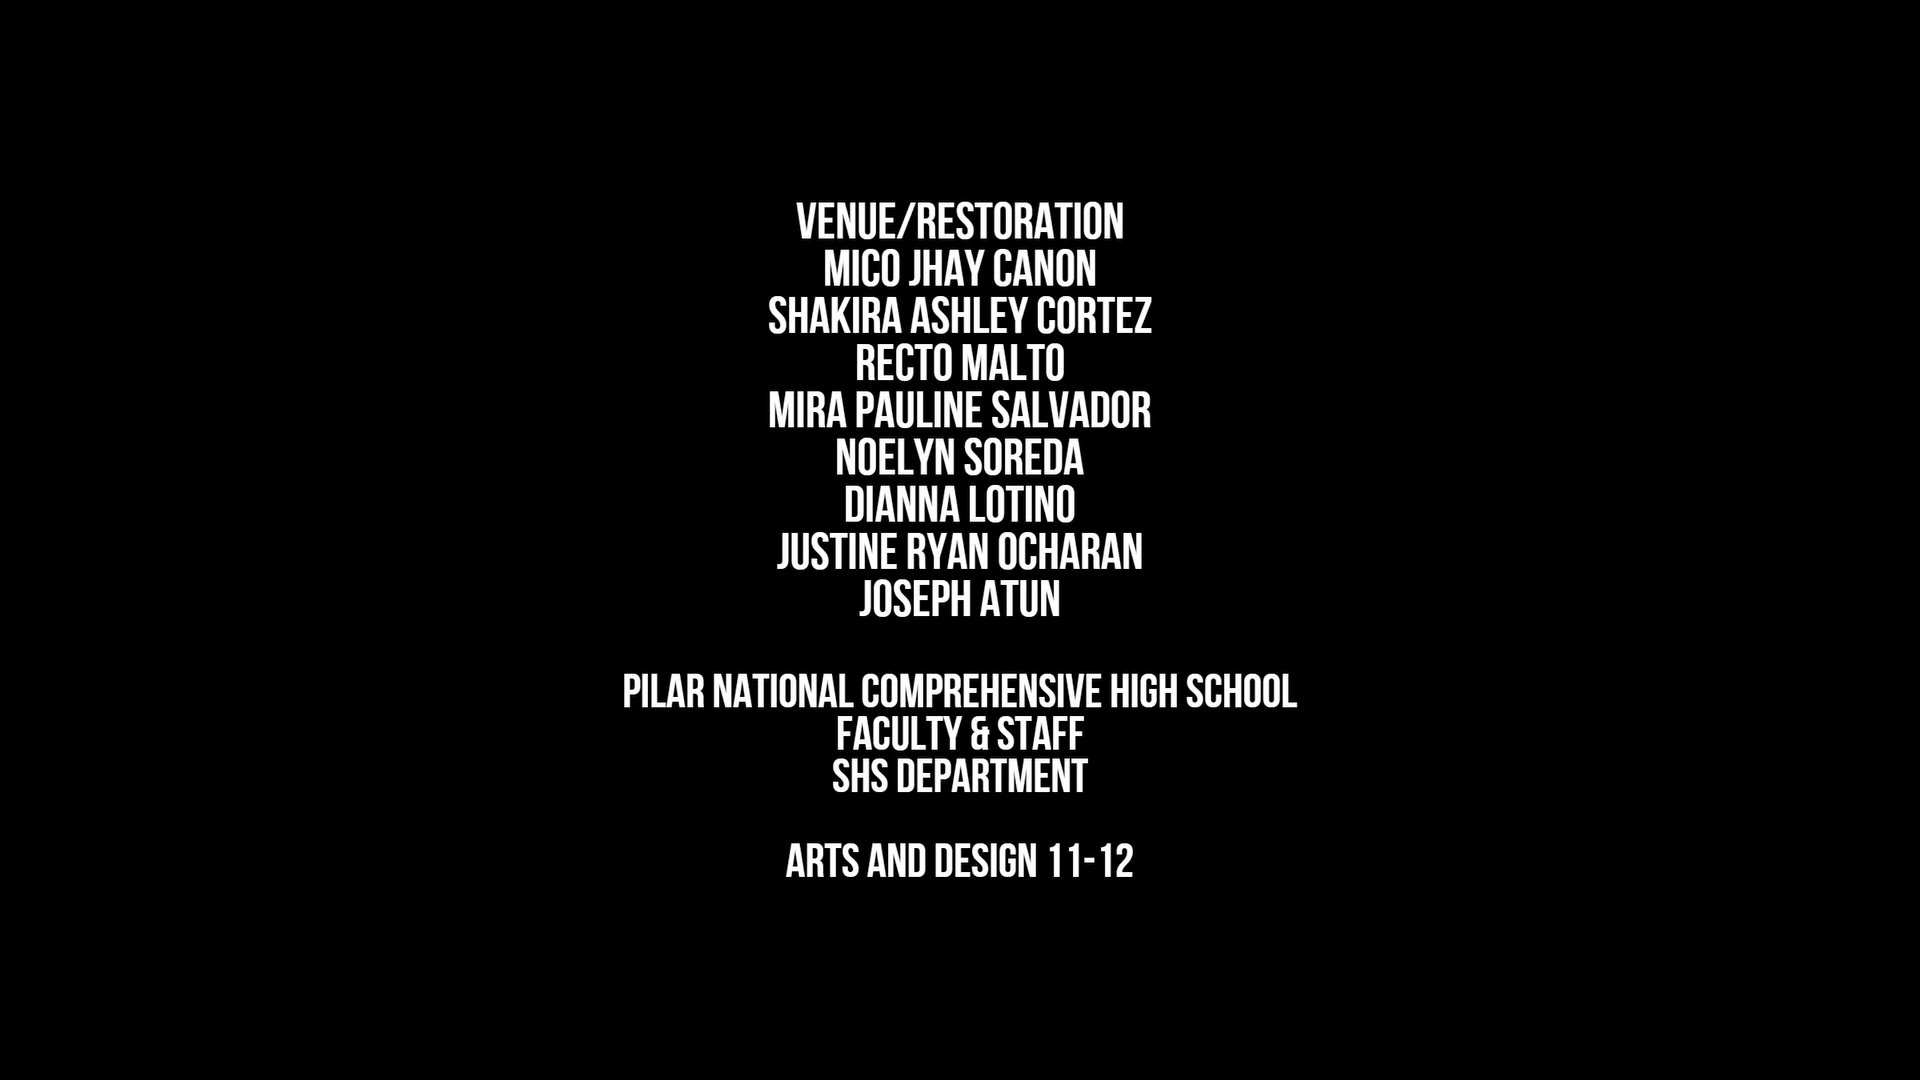 VENUE/RESTORATION
MICO JHAY CANON
SHAKIRA ASHLEY CORTEZ
RECTO MALTO
MIRA PAULINE SALVADOR
NOELYN SOREDA
DIANNA LOTINO
JUSTINE RYAN OCHARAN
JOSEPH ATUN
PILAR NATIONAL COMPREHENSIVE HIGH SCHOOL
FACULTY & STAFF
SHS DEPARTMENT
ARTS AND DESIGN 11-12